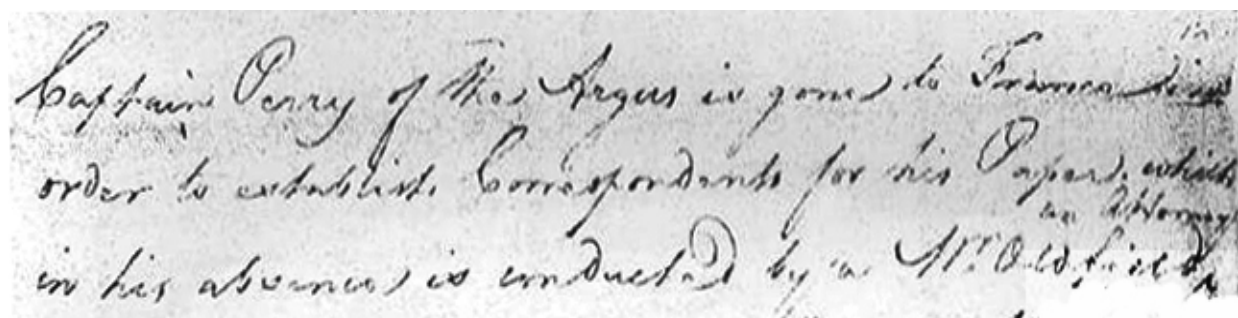 in
Captain Perry of the Argus is gone to France
order to establish Correspondents for his Paper, which
an Attorney
in his absence is conducted by a Mr. Oldfield,